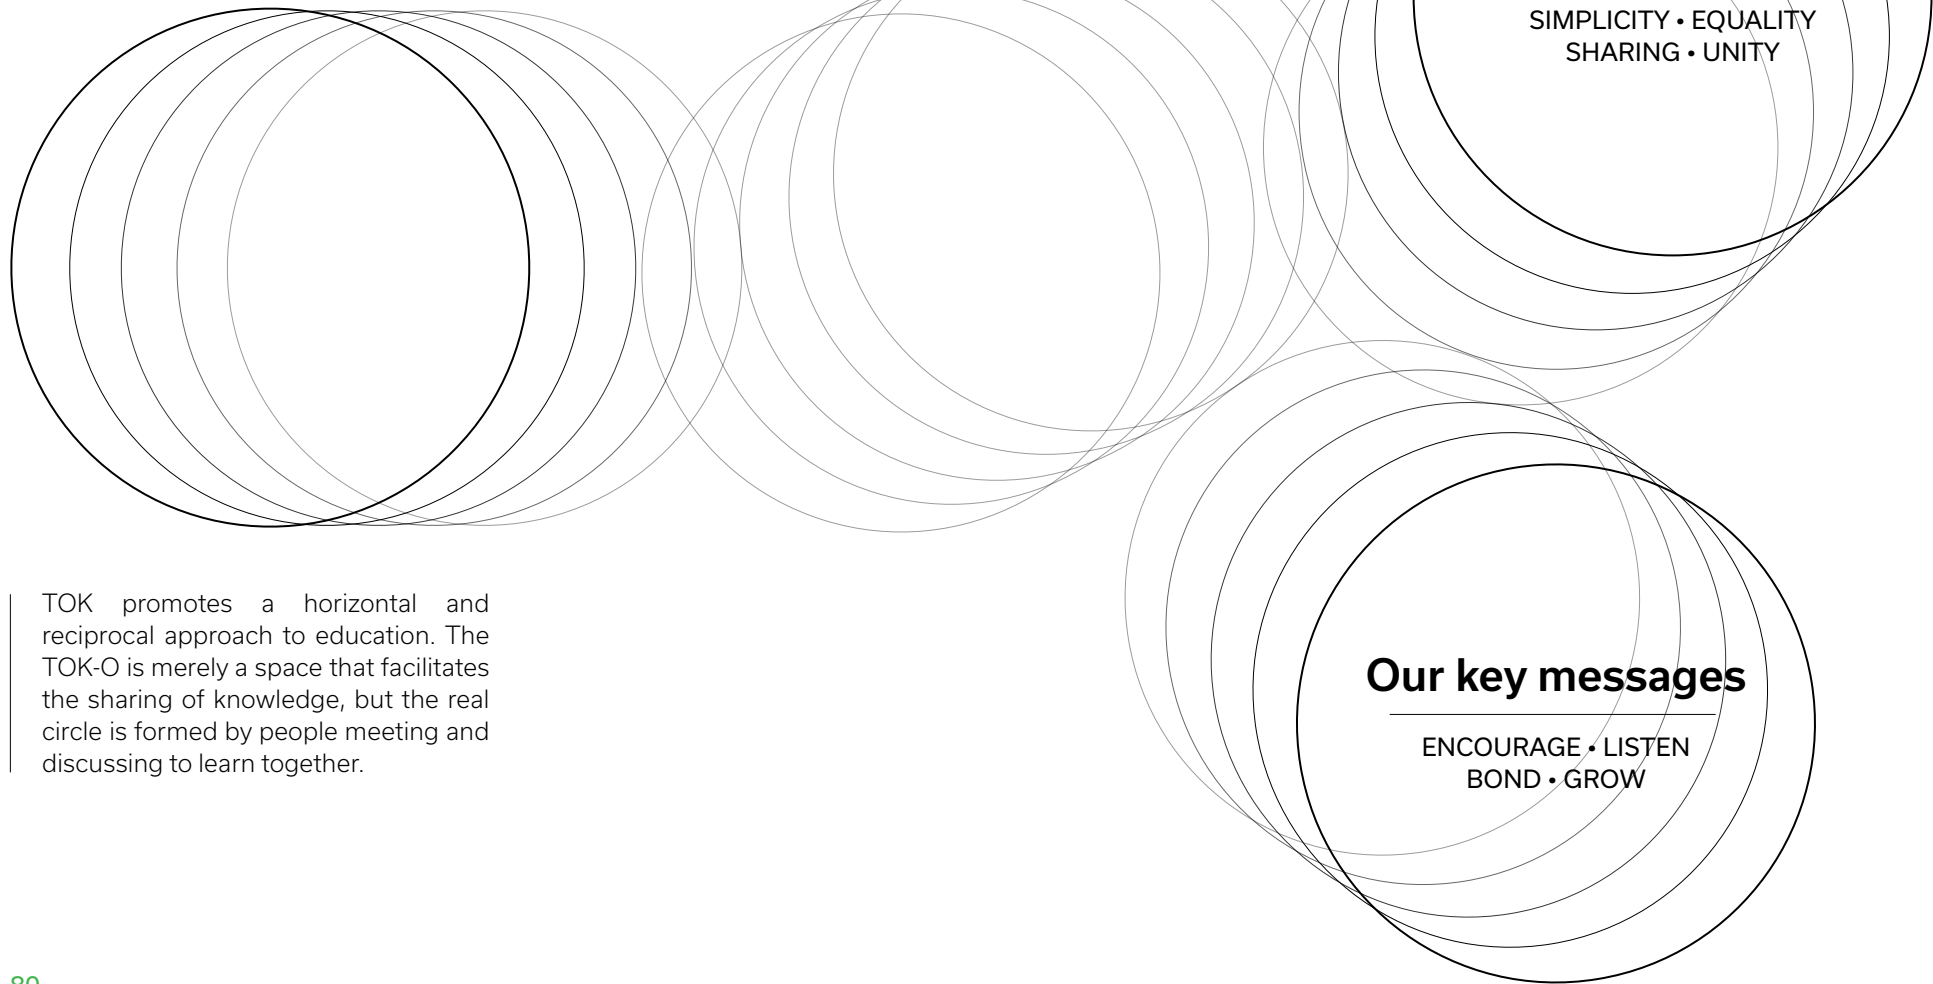 SIMPLICITY • EQUALITY
SHARING • UNITY
TOK promotes a horizontal and
reciprocal approach to education. The
TOK-O is merely a space that facilitates
the sharing of knowledge, but the real
circle is formed by people meeting and
discussing to learn together.
Our key messages
ENCOURAGE • LISTEN
BOND • GROW